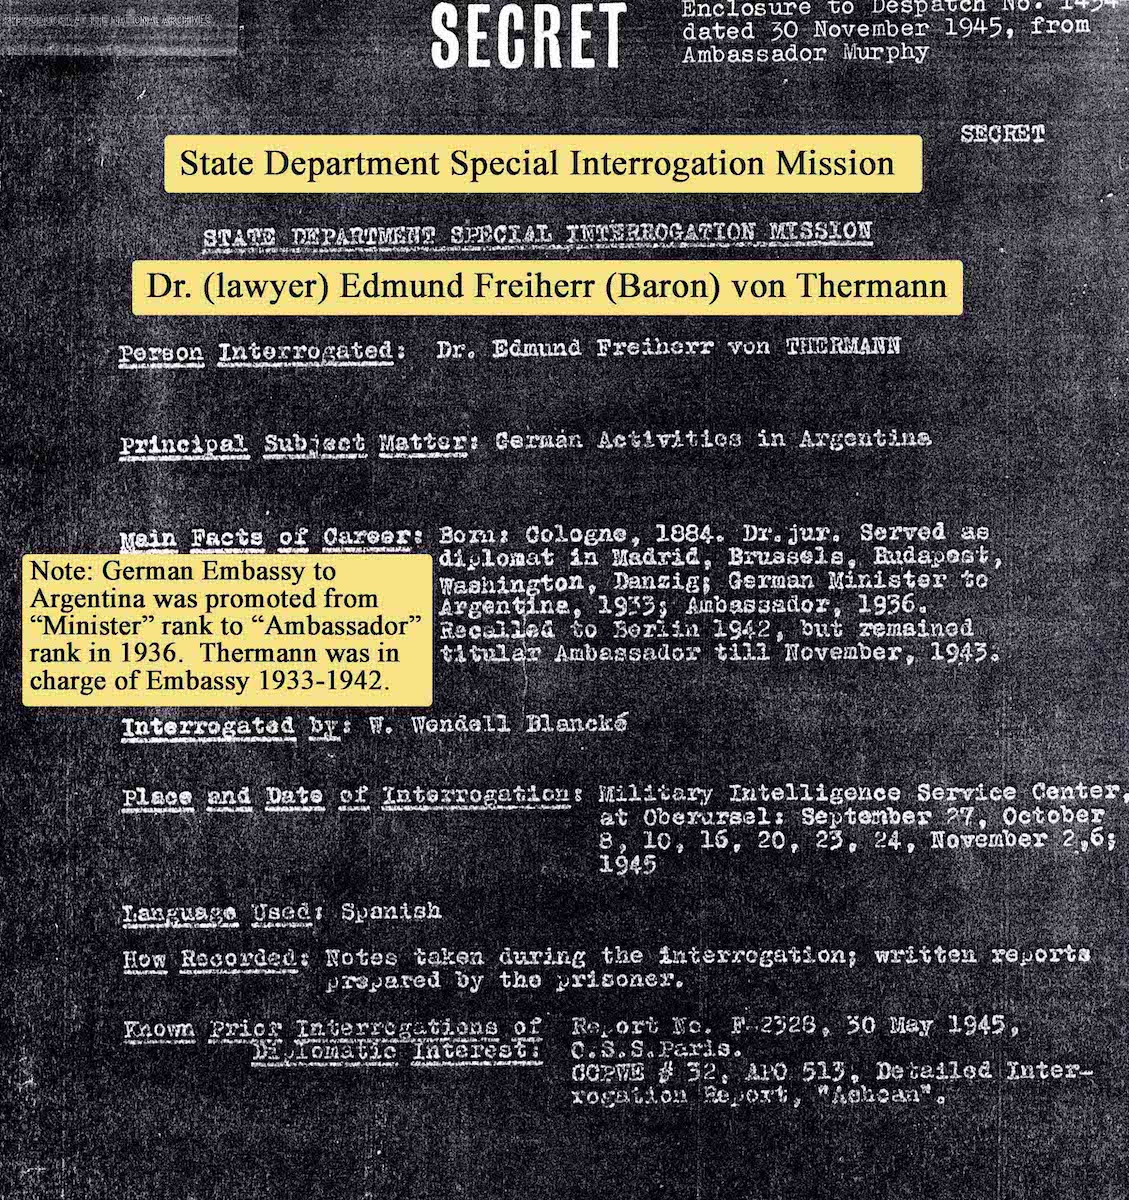 REPRODUCED AT THE NATIONAL ARCHIVES
SECRET
Enclosure to Despatch No.
dated 30 November 1945, from
Ambassador Murphy
SECRET
State Department Special Interrogation Mission
STATE DEPARTMENT SPECIAL INTERROGATION MISSION
Dr. (lawyer) Edmund Freiherr (Baron) von Thermann
Person Interrogated: Dr. Edmund Freiherr von THERMANN
Principal Subject Matter: German Activities in Argentina
Main Facts of Career: Born: Cologne, 1884. Dr.jur. Served as
diplomat in Madrid, Brussels, Budapest,
Washington, Danzig; German Minister to
Argentina, 1933; Ambassador, 1936.
Recalled to Berlin 1942, but remained
titular Ambassador till November, 1943.
Note: German Embassy to
Argentina was promoted from
“Minister” rank to “Ambassador”
rank in 1936. Thermann was in
charge of Embassy 1933-1942.
Interrogated by: W. Wendell Blancké
Place and Date of Interrogation: Military Intelligence Service Center,
at Oberursel: September 27, October
8, 10, 16, 20, 23, 24, November 2,6;
1945
Language Used: Spanish
How Recorded: Notes taken during the interrogation; written reports
prepared by the prisoner.
Known Prior Interrogations of Report No. F-2328, 30 May 1945,
Diplomatic Interest: O.S.S.Paris.
CCPWE # 32, APO 513, Detailed Inter-
rogation Report, "Ashcan".